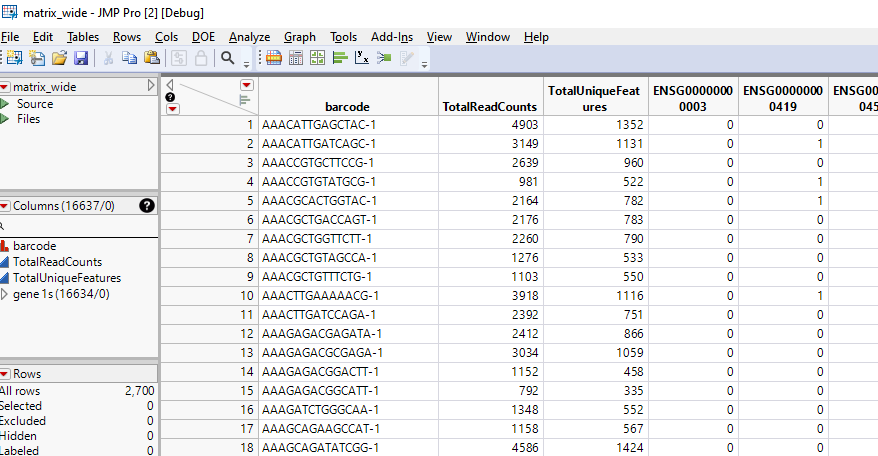 matrix_wide - JMP Pro [2] [Debug]
File Edit Tables Rows Cols DOE Analyze Graph Tools Add-Ins View Window Help
matrix_wide
Source
Files
Columns (16637/0)
barcode
TotalReadCounts
TotalUniqueFeatures
gene 1s (16634/0)
Rows
All rows 2,700
Selected 0
Excluded 0
Hidden 0
Labeled 0
barcode TotalReadCounts TotalUniqueFeat ENSG0000000 ENSG0000000 ENSG00
ures 0003 0419 045
1 AAACATTGAGCTAC-1 4903 1352 0 0
2 AAACATTGATCAGC-1 3149 1131 0 1
3 AAACCGTGCTTCCG-1 2639 960 0 0
4 AAACCGTGTATGCG-1 981 522 0 1
5 AAACGCACTGGTAC-1 2164 782 0 1
6 AAACGCTGACCAGT-1 2176 783 0 0
7 AAACGCTGGTTCTT-1 2260 790 0 0
8 AAACGCTGTAGCCA-1 1276 533 0 0
9 AAACGCTGTTTCTG-1 1103 550 0 0
10 AAACTTGAAAAACG-1 3918 1116 0 1
11 AAACTTGATCCAGA-1 2392 751 0 0
12 AAAGAGACGAGATA-1 2412 866 0 0
13 AAAGAGACGCGAGA-1 3034 1059 0 0
14 AAAGAGACGGACTT-1 1152 458 0 0
15 AAAGAGACGGCATT-1 792 335 0 0
16 AAAGATCTGGGCAA-1 1348 552 0 0
17 AAAGCAGAAGCCAT-1 1158 567 0 0
18 AAAGCAGATATCGG-1 4586 1424 0 0